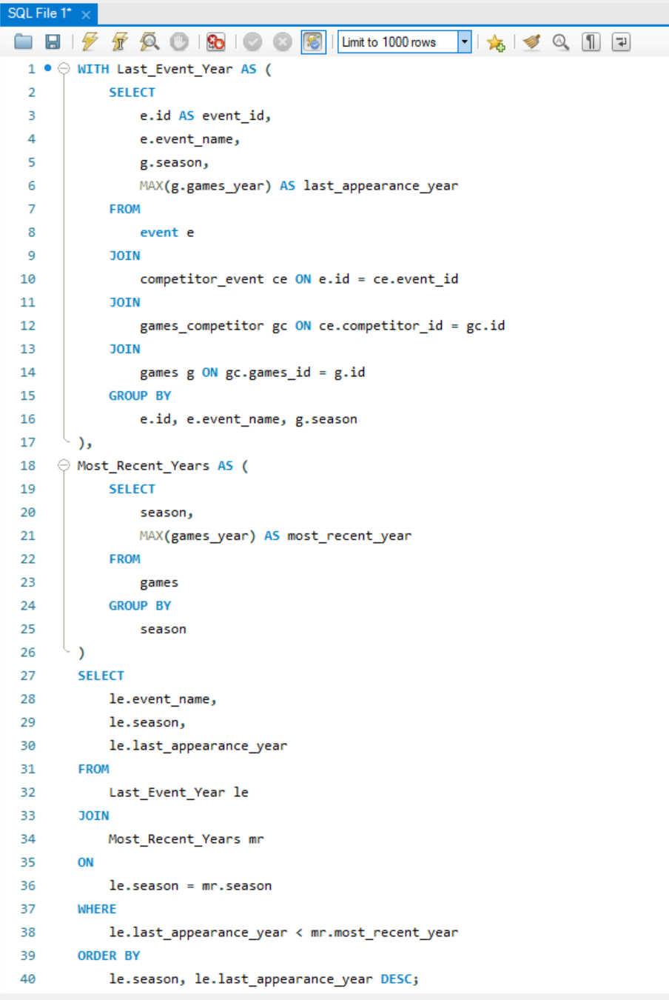 SQL File 1*
Limit to 1000 rows
1 WITH Last_Event_Year AS (
2 SELECT
3 e.id AS event_id,
4 e.event_name,
5 g.season,
6 MAX(g.games_year) AS last_appearance_year
7 FROM
8 event e
9 JOIN
10 competitor_event ce ON e.id = ce.event_id
11 JOIN
12 games_competitor gc ON ce.competitor_id = gc.id
13 JOIN
14 games g ON gc.games_id = g.id
15 GROUP BY
16 e.id, e.event_name, g.season
17 ),
18 Most_Recent_Years AS (
19 SELECT
20 season,
21 MAX(games_year) AS most_recent_year
22 FROM
23 games
24 GROUP BY
25 season
26 )
27 SELECT
28 le.event_name,
29 le.season,
30 le.last_appearance_year
31 FROM
32 Last_Event_Year le
33 JOIN
34 Most_Recent_Years mr
35 ON
36 le.season = mr.season
37 WHERE
38 le.last_appearance_year < mr.most_recent_year
39 ORDER BY
40 le.season, le.last_appearance_year DESC;